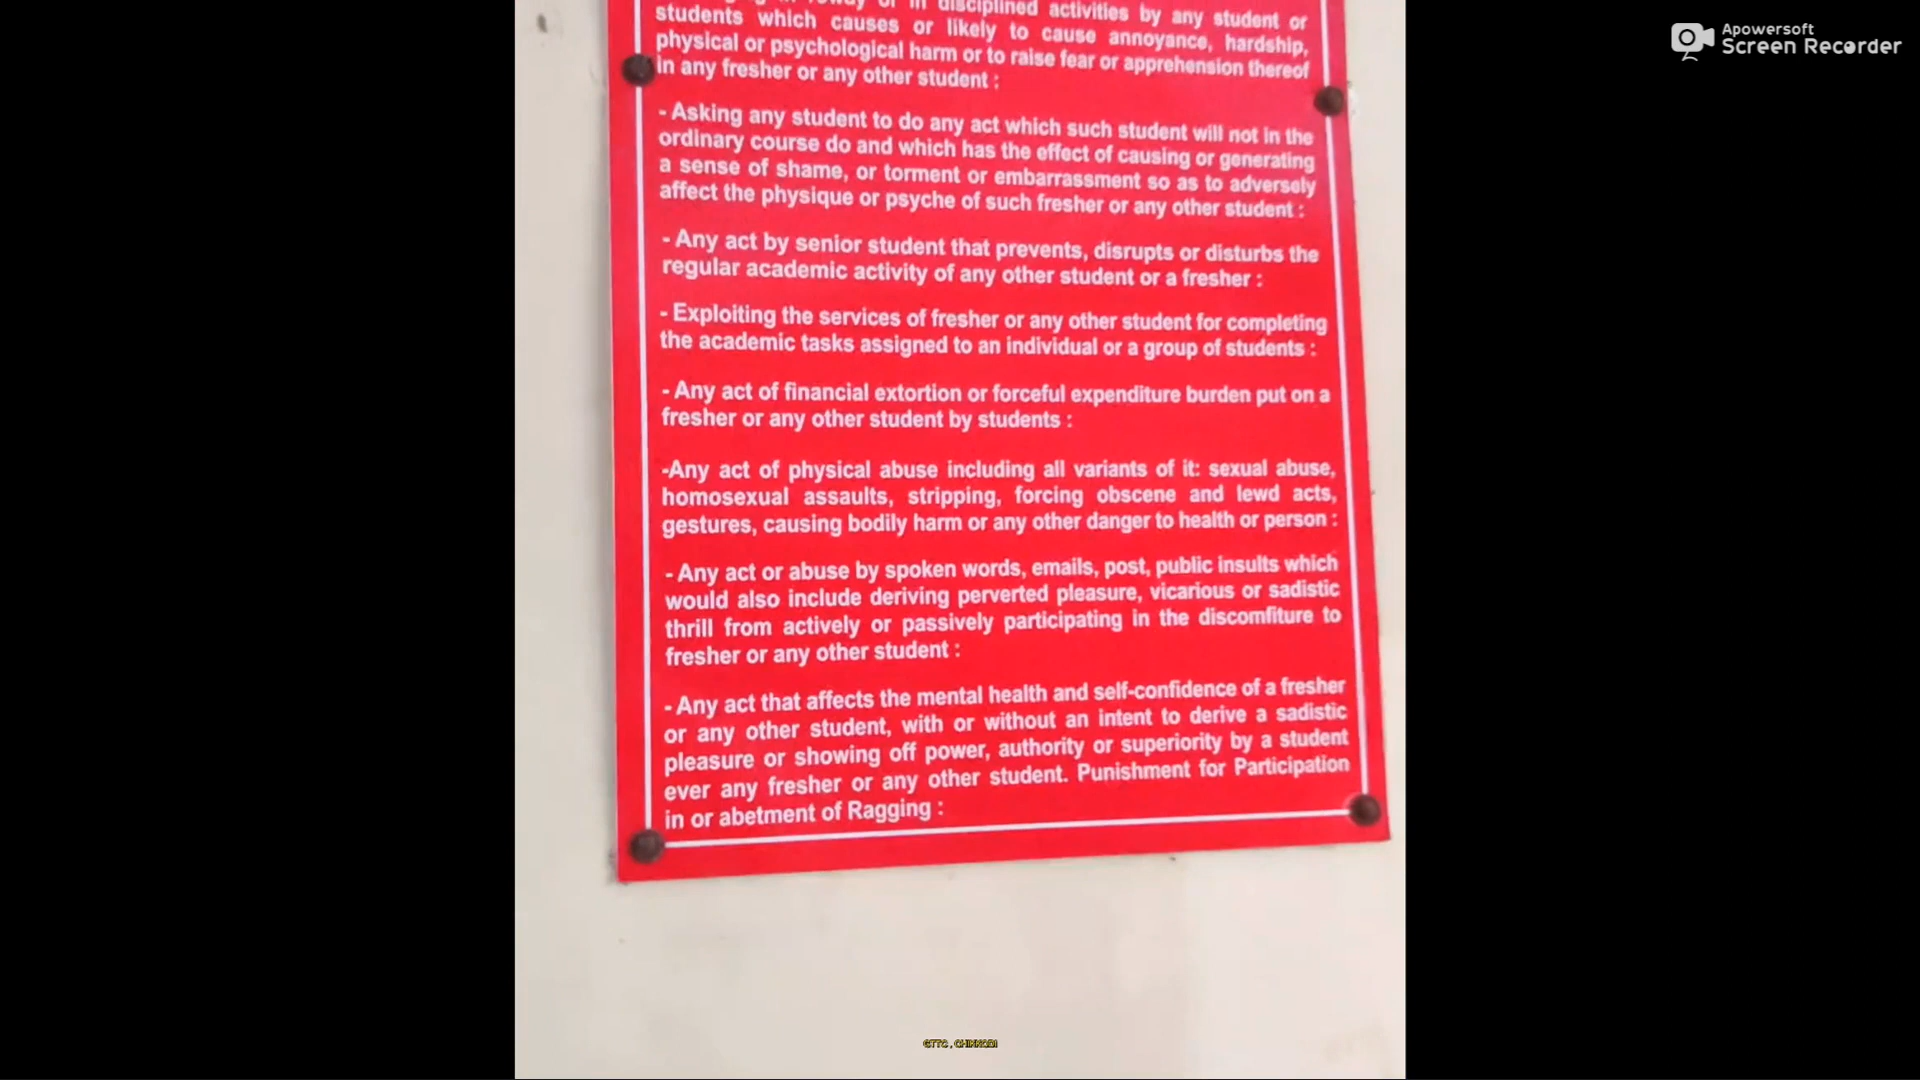 in disciplined activities by any student or
students which causes or likely to cause annoyance, hardship,
physical or psychological harm or to raise fear or apprehension thereof
in any fresher or any other student :
- Asking any student to do any act which such student will not in the
ordinary course do and which has the effect of causing or generating
a sense of shame, or torment or embarrassment so as to adversely
affect the physique or psyche of such fresher or any other student :
- Any act by senior student that prevents, disrupts or disturbs the
regular academic activity of any other student or a fresher :
- Exploiting the services of fresher or any other student for completing
the academic tasks assigned to an individual or a group of students :
- Any act of financial extortion or forceful expenditure burden put on a
fresher or any other student by students :
-Any act of physical abuse including all variants of it: sexual abuse,
homosexual assaults, stripping, forcing obscene and lewd acts,
gestures, causing bodily harm or any other danger to health or person :
- Any act or abuse by spoken words, emails, post, public insults which
would also include deriving perverted pleasure, vicarious or sadistic
thrill from actively or passively participating in the discomfiture to
fresher or any other student :
- Any act that affects the mental health and self-confidence of a fresher
or any other student, with or without an intent to derive a sadistic
pleasure or showing off power, authority or superiority by a student
ever any fresher or any other student. Punishment for Participation
in or abetment of Ragging :
Apowersoft
Screen Recorder
GTTC, CHIKKODI